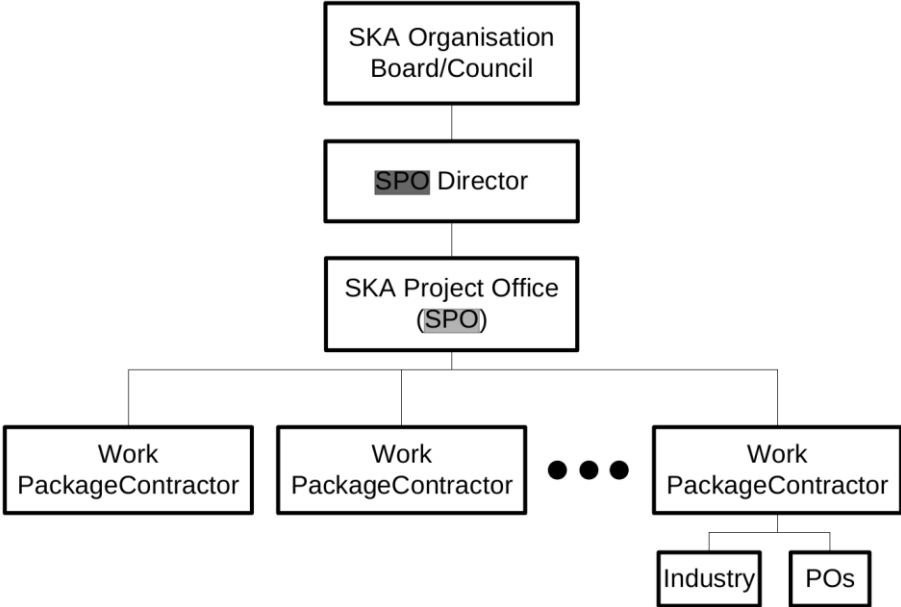 SKA Organisation
Board/Council
SPO Director
SKA Project Office
(SPO)
Work
PackageContractor
Work
PackageContractor
Work
PackageContractor
Industry
POs